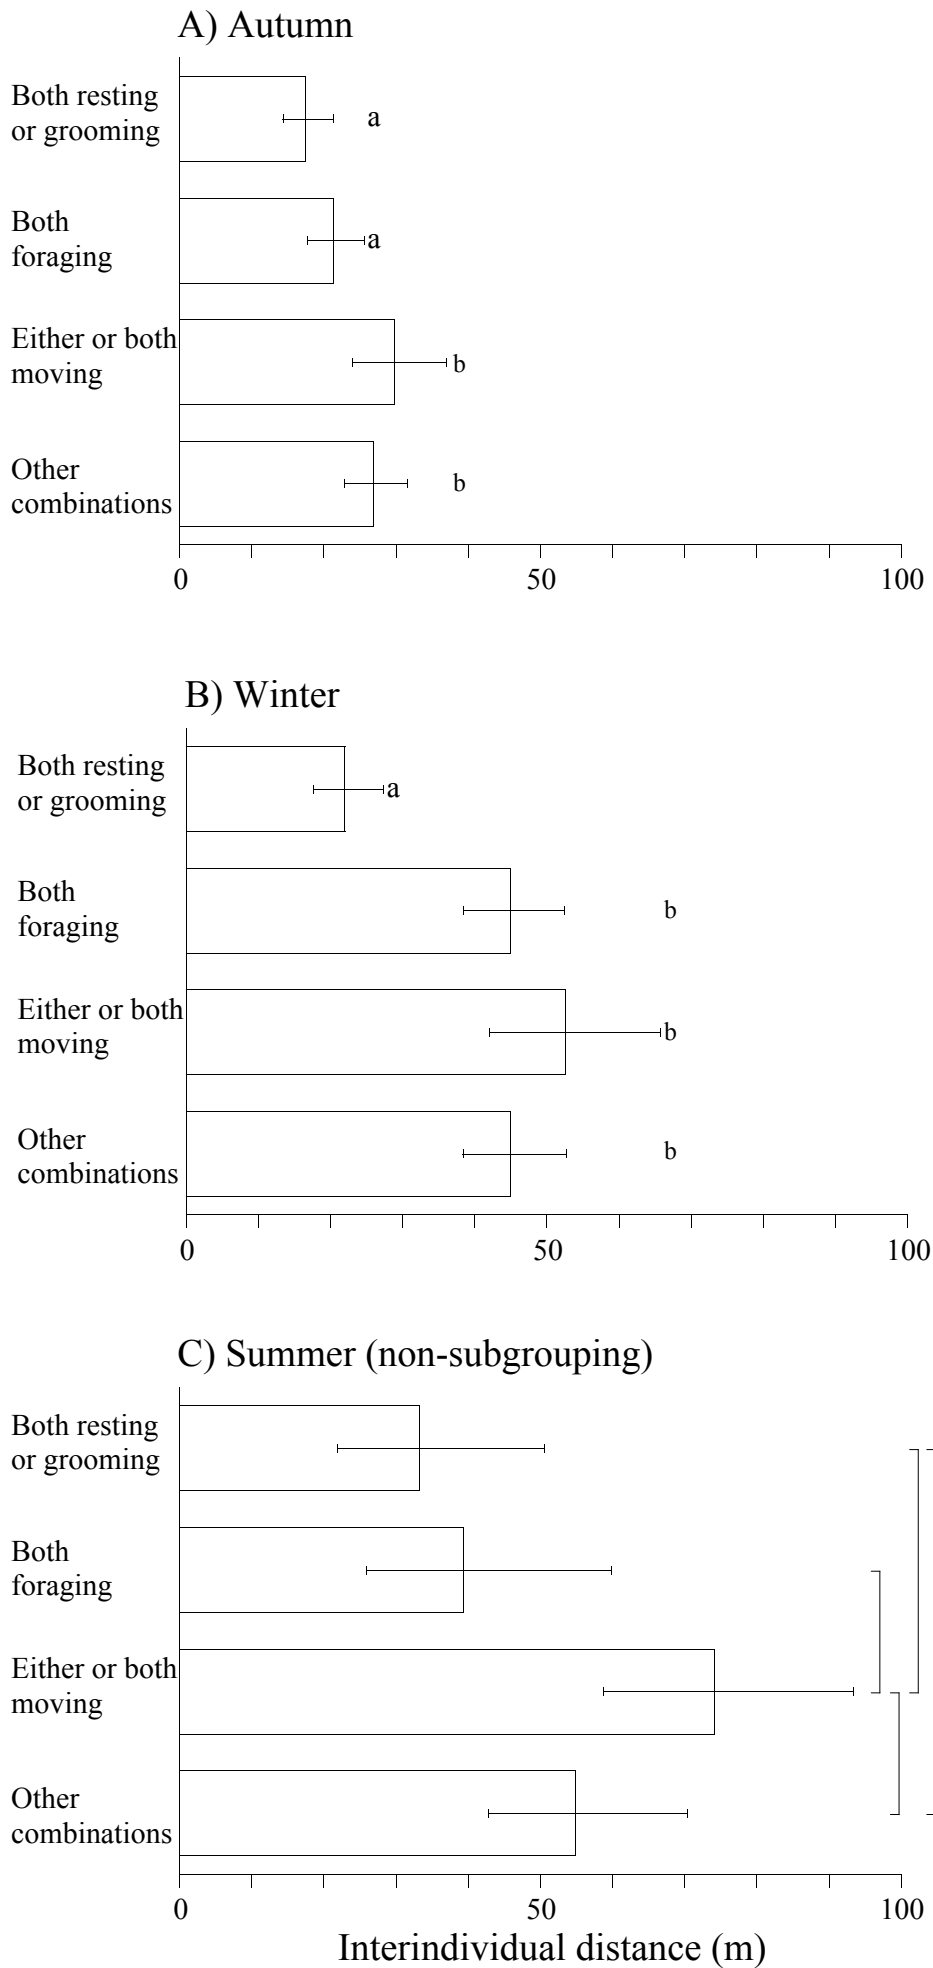 A) Autumn
Both resting
or grooming
a
Both
foraging
a
Either or both
moving
b
Other
combinations
b
0 50 100
B) Winter
Both resting
or grooming
a
Both
foraging
b
Either or both
moving
b
Other
combinations
b
0 50 100
C) Summer (non-subgrouping)
Both resting
or grooming
Both
foraging
Either or both
moving
Other
combinations
0 50 100
Interindividual distance (m)